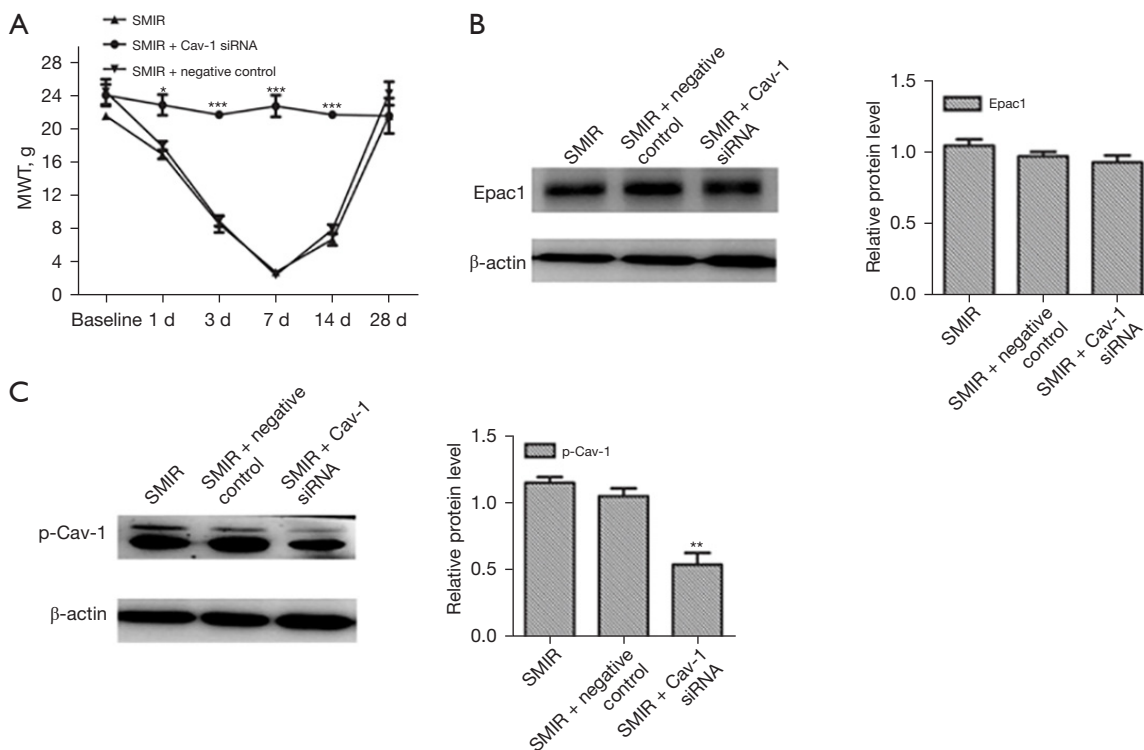 A
SMIR
SMIR + Cav-1 siRNA
SMIR + negative control
MWT, g
28
24
20
16
12
8
4
0
* *** *** ***
Baseline 1 d 3 d 7 d 14 d 28 d
B
SMIR
SMIR + negative
control
SMIR + Cav-1
siRNA
Epac1
β-actin
Relative protein level
1.5
1.0
0.5
0.0
Epac1
SMIR
SMIR + negative
control
SMIR + Cav-1
siRNA
C
SMIR
SMIR + negative
control
SMIR + Cav-1
siRNA
p-Cav-1
β-actin
Relative protein level
1.5
1.0
0.5
0.0
p-Cav-1
**
SMIR
SMIR + negative
control
SMIR + Cav-1
siRNA